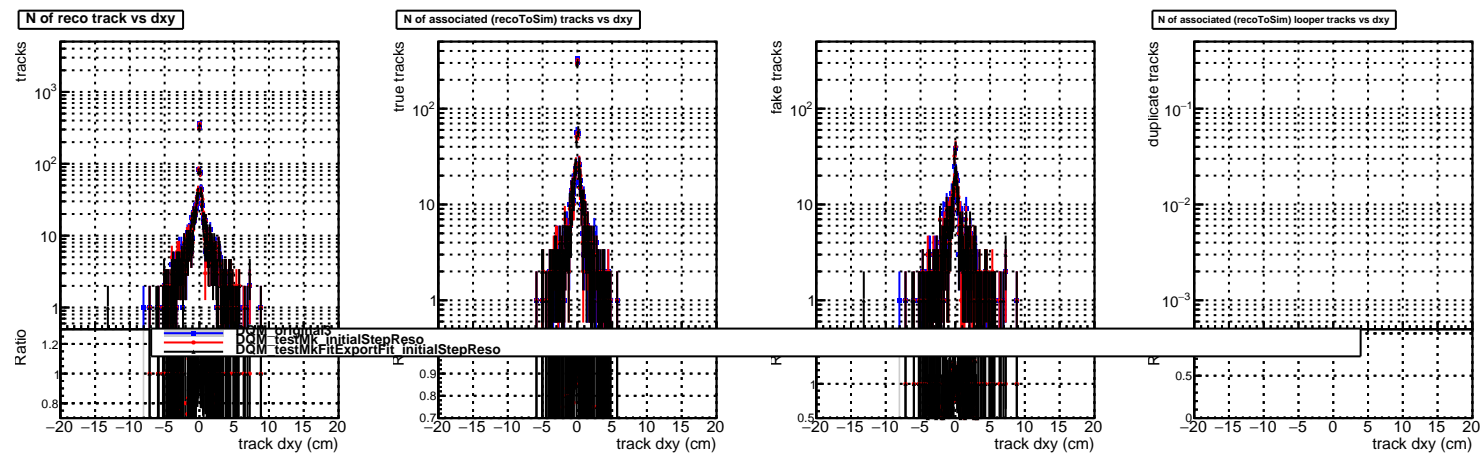 N of reco track vs dxy
tracks
10³
10²
10
1
Ratio
1.2
1
0.8
−20 −15 −10 −5 0 5 10 15 20
track dxy (cm)
N of associated (recoToSim) tracks vs dxy
true tracks
10²
10
1
0.9
0.8
0.7
−20 −15 −10 −5 0 5 10 15 20
track dxy (cm)
fake tracks
10²
10
1
1
0.5
−20 −15 −10 −5 0 5 10 15 20
track dxy (cm)
N of associated (recoToSim) looper tracks vs dxy
duplicate tracks
10⁻¹
10⁻²
10⁻³
0.5
0
−20 −15 −10 −5 0 5 10 15 20
track dxy (cm)
DQM_original3
DQM_testMk_initialStepReso
DQM_testMkFitExportFit_initialStepReso